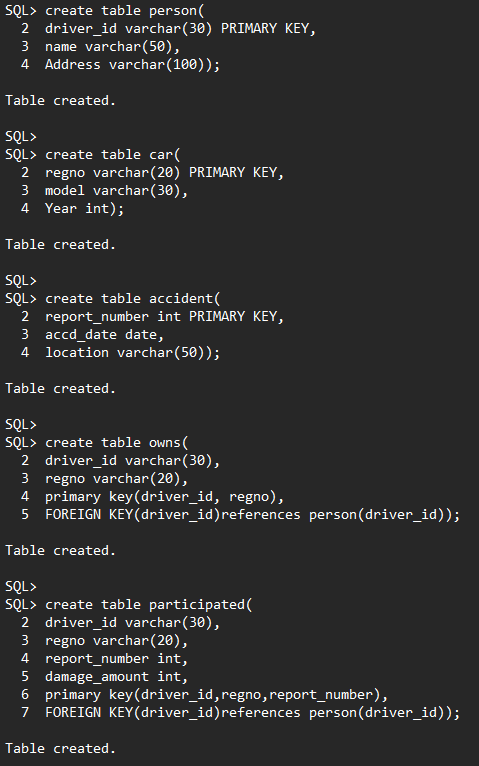 SQL> create table person(
2 driver_id varchar(30) PRIMARY KEY,
3 name varchar(50),
4 Address varchar(100));
Table created.
SQL>
SQL> create table car(
2 regno varchar(20) PRIMARY KEY,
3 model varchar(30),
4 Year int);
Table created.
SQL>
SQL> create table accident(
2 report_number int PRIMARY KEY,
3 accd_date date,
4 location varchar(50));
Table created.
SQL>
SQL> create table owns(
2 driver_id varchar(30),
3 regno varchar(20),
4 primary key(driver_id, regno),
5 FOREIGN KEY(driver_id)references person(driver_id));
Table created.
SQL>
SQL> create table participated(
2 driver_id varchar(30),
3 regno varchar(20),
4 report_number int,
5 damage_amount int,
6 primary key(driver_id,regno,report_number),
7 FOREIGN KEY(driver_id)references person(driver_id));
Table created.